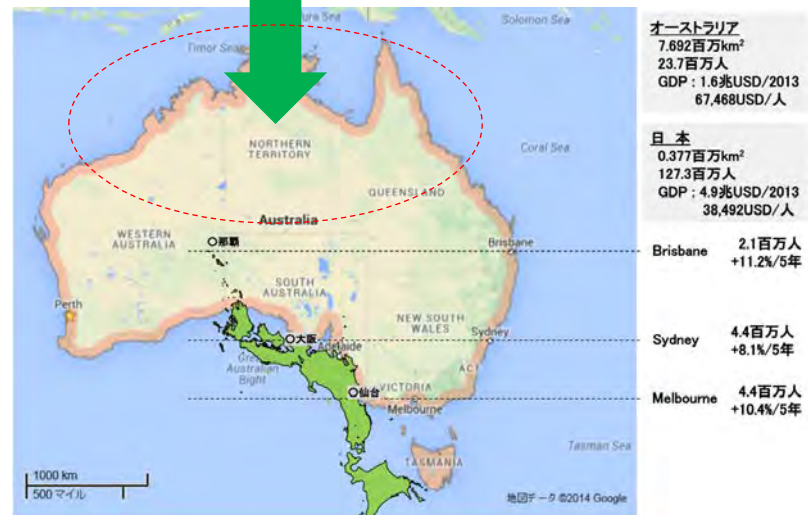 Solomon Sea
Timor Sea
オーストラリア
7.692百万km²
23.7百万人
GDP：1.6兆USD/2013
67,468USD/人
日 本
0.377百万km²
127.3百万人
GDP：4.9兆USD/2013
38,492USD/人
NORTHERN
TERRITORY
Coral Sea
QUEENSLAND
Australia
WESTERN
AUSTRALIA
那覇
Brisbane
Brisbane
2.1百万人
+11.2%/5年
SOUTH
AUSTRALIA
Perth
NEW SOUTH
WALES
大阪
Adelaide
Sydney
Sydney
4.4百万人
+8.1%/5年
Great
Australian
Bight
仙台
VICTORIA
Melbourne
Melbourne
4.4百万人
+10.4%/5年
Tasman Sea
TASMANIA
1000 km
500 マイル
地図データ ©2014 Google